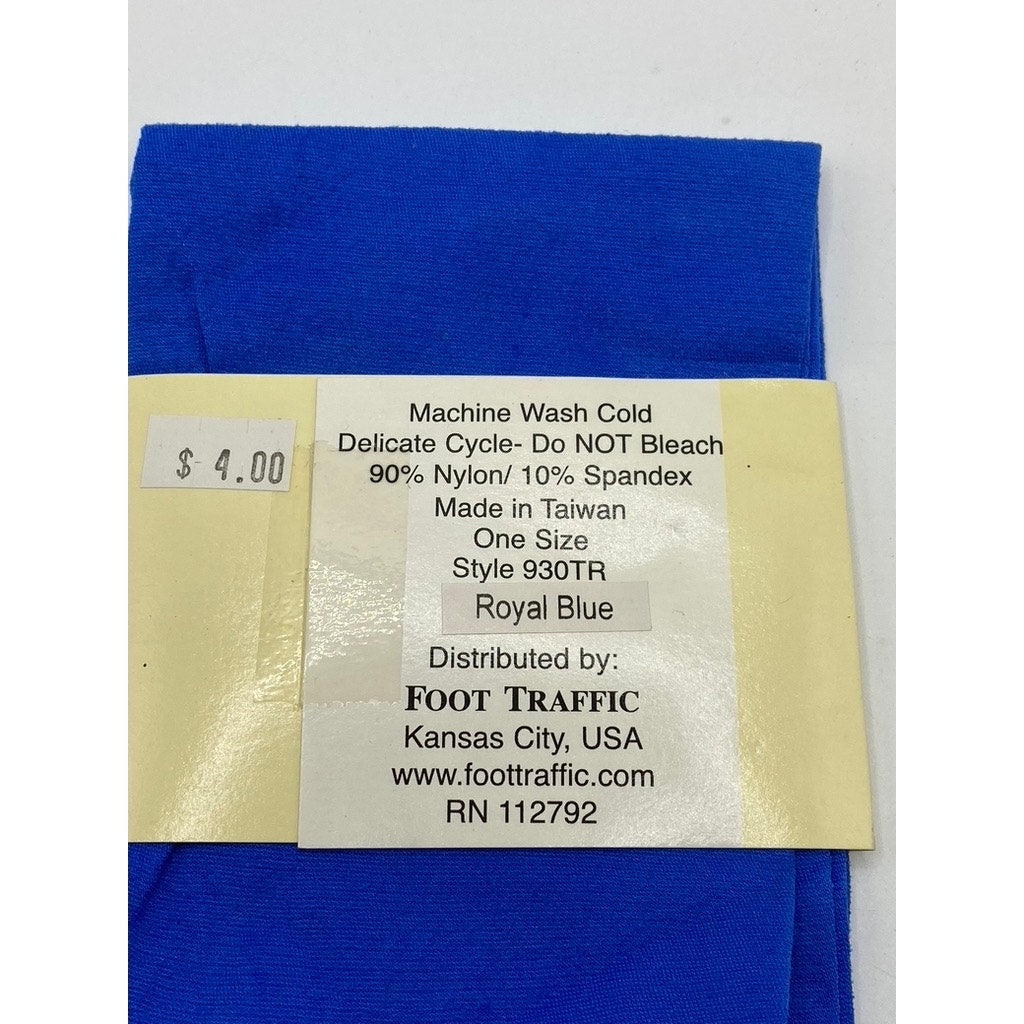 $ 4.00
Machine Wash Cold
Delicate Cycle- Do NOT Bleach
90% Nylon/ 10% Spandex
Made in Taiwan
One Size
Style 930TR
Royal Blue
Distributed by:
FOOT TRAFFIC
Kansas City, USA
www.foottraffic.com
RN 112792